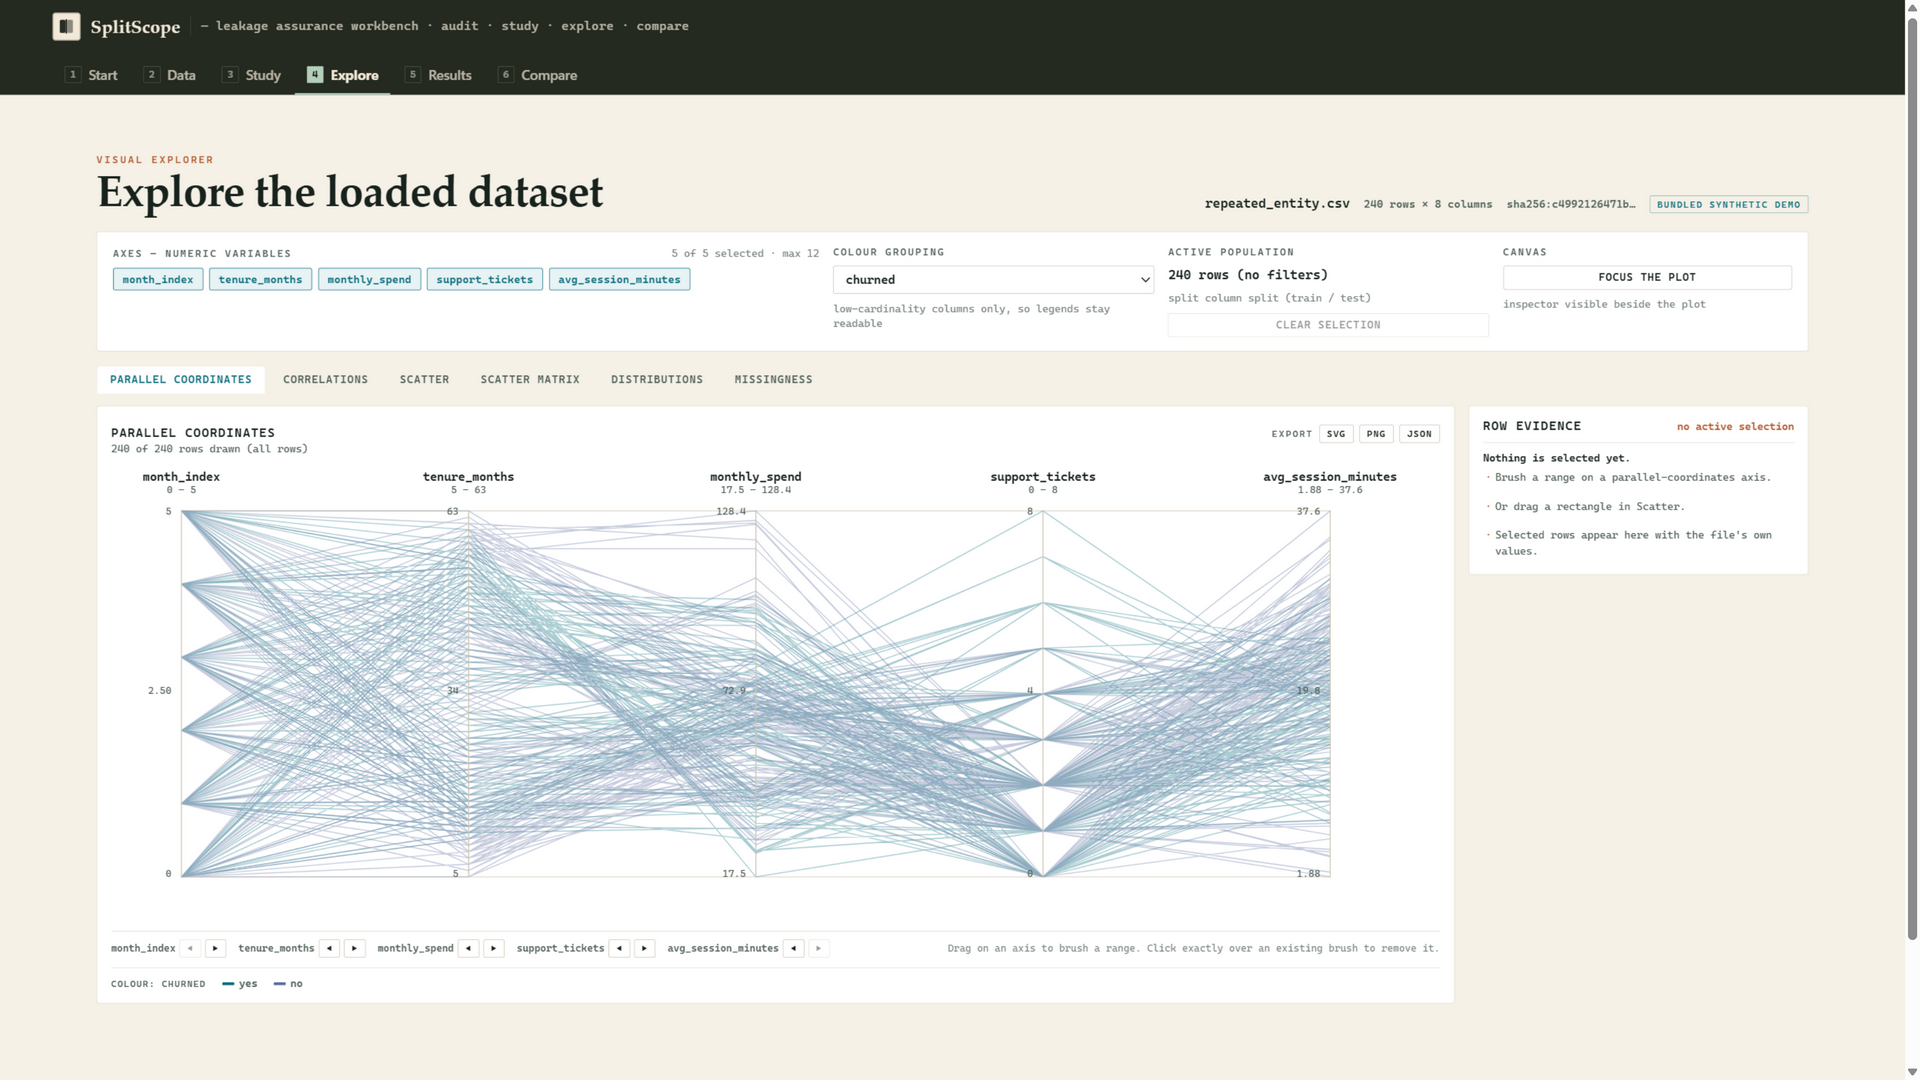 SplitScope — leakage assurance workbench · audit · study · explore · compare
1 Start 2 Data 3 Study 4 Explore 5 Results 6 Compare
VISUAL EXPLORER
Explore the loaded dataset
repeated_entity.csv 240 rows × 8 columns sha256:c4992126471b… BUNDLED SYNTHETIC DEMO
AXES — NUMERIC VARIABLES 5 of 5 selected · max 12
month_index tenure_months monthly_spend support_tickets avg_session_minutes
COLOUR GROUPING
churned
low-cardinality columns only, so legends stay
readable
ACTIVE POPULATION
240 rows (no filters)
split column split (train / test)
CLEAR SELECTION
CANVAS
FOCUS THE PLOT
inspector visible beside the plot
PARALLEL COORDINATES CORRELATIONS SCATTER SCATTER MATRIX DISTRIBUTIONS MISSINGNESS
PARALLEL COORDINATES
240 of 240 rows drawn (all rows)
EXPORT SVG PNG JSON
month_index tenure_months monthly_spend support_tickets avg_session_minutes
0 – 5 5 – 63 17.5 – 128.4 0 – 8 1.88 – 37.6
5 63 128.4 8 37.6
2.50 34 72.9 4 19.8
0 5 17.5 0 1.88
month_index ◄ ► tenure_months ◄ ► monthly_spend ◄ ► support_tickets ◄ ► avg_session_minutes ◄ ► Drag on an axis to brush a range. Click exactly over an existing brush to remove it.
COLOUR: CHURNED yes no
ROW EVIDENCE no active selection
Nothing is selected yet.
· Brush a range on a parallel-coordinates axis.
· Or drag a rectangle in Scatter.
· Selected rows appear here with the file's own
values.